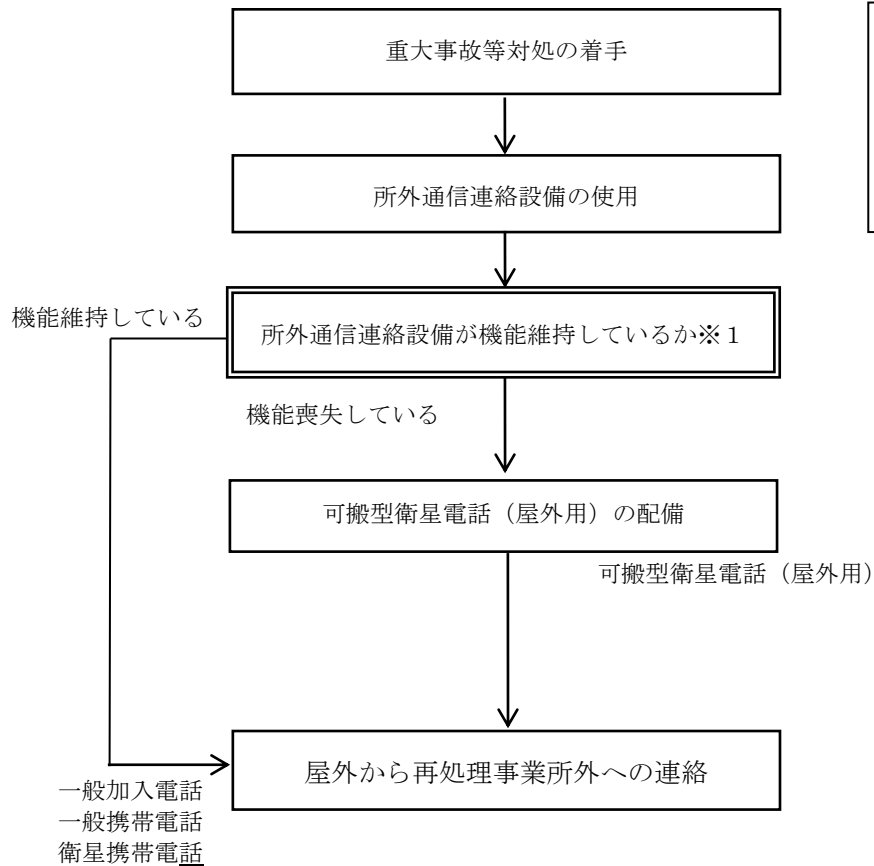 重大事故等対処の着手
所外通信連絡設備の使用
機能維持している
所外通信連絡設備が機能維持しているか※１
機能喪失している
可搬型衛星電話（屋外用）の配備
可搬型衛星電話（屋外用）
屋外から再処理事業所外への連絡
一般加入電話
一般携帯電話
衛星携帯電話